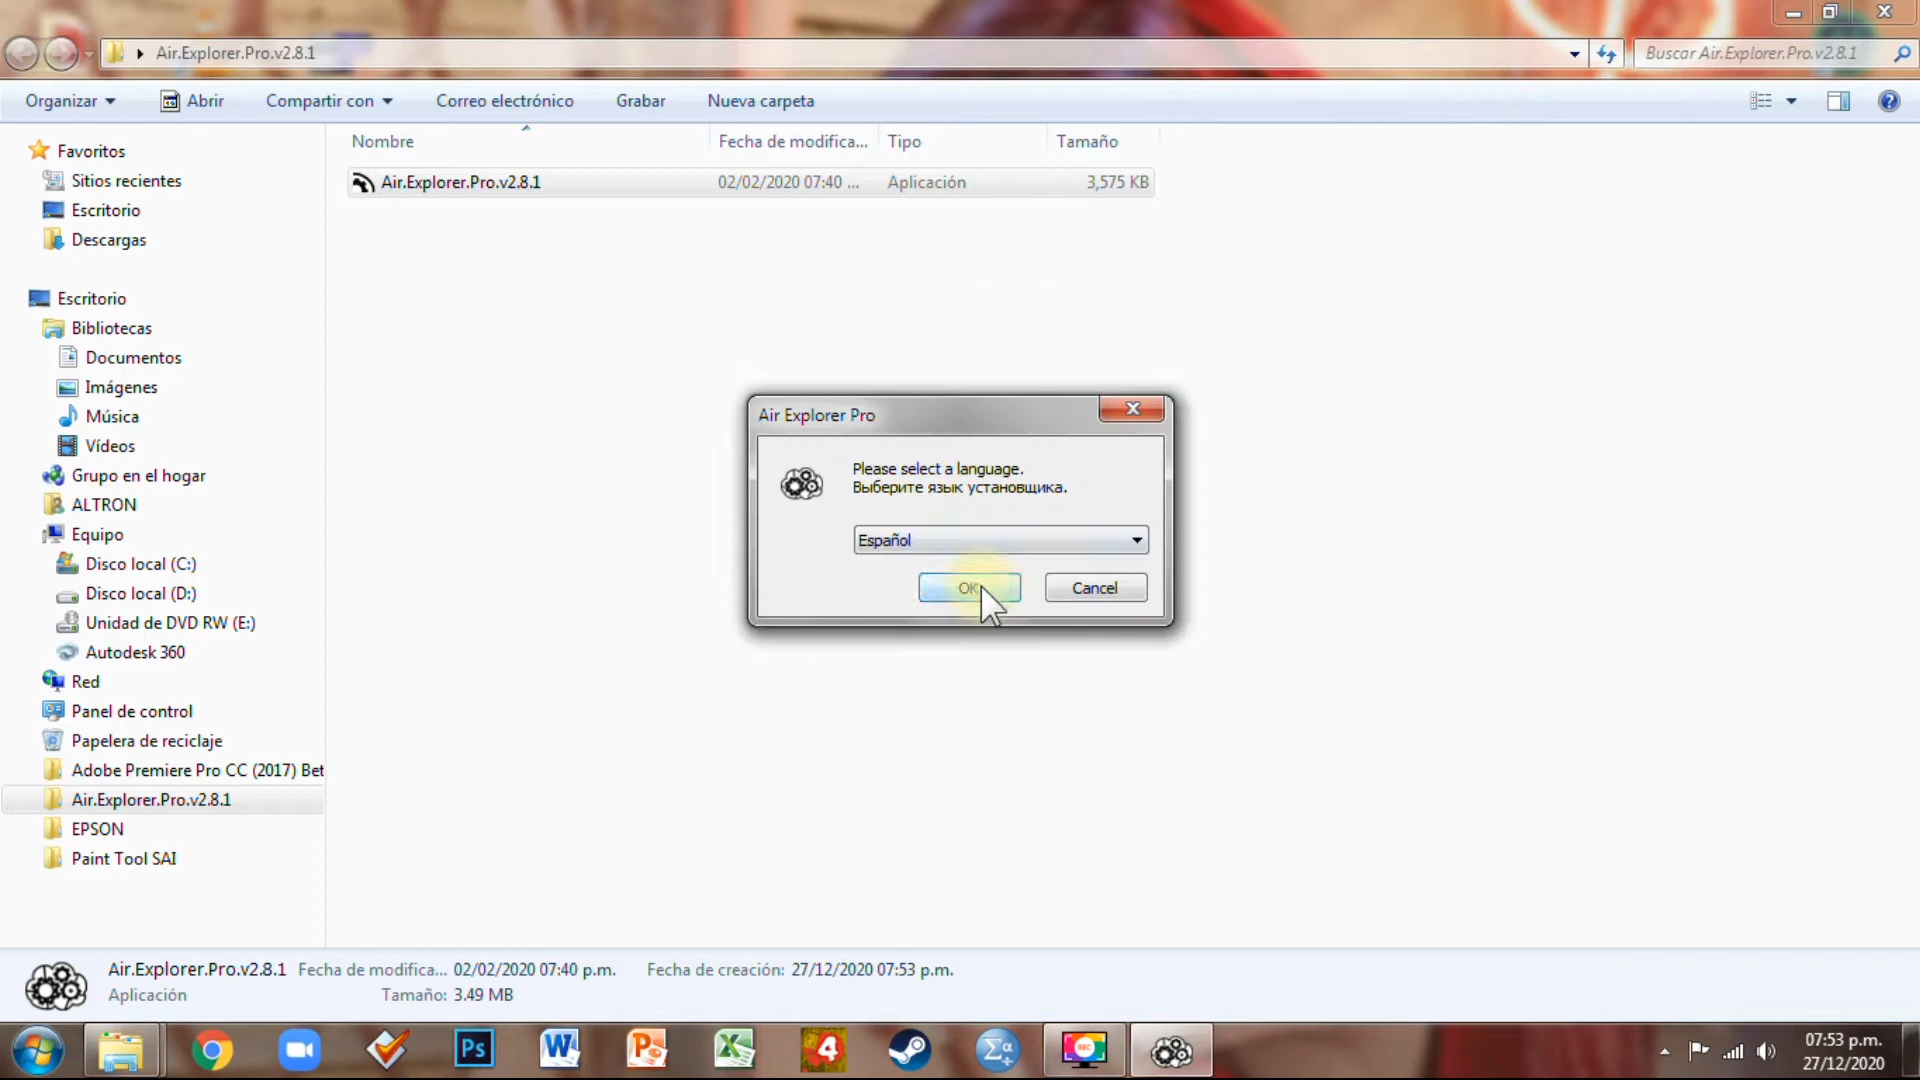 Air.Explorer.Pro.v2.8.1
Buscar Air.Explorer.Pro.v2.8.1
Organizar
Abrir
Compartir con
Correo electrónico
Grabar
Nueva carpeta
Nombre
Fecha de modifica...
Tipo
Tamaño
Air.Explorer.Pro.v2.8.1
02/02/2020 07:40 ...
Aplicación
3,575 KB
Favoritos
Sitios recientes
Escritorio
Descargas
Escritorio
Bibliotecas
Documentos
Imágenes
Música
Vídeos
Grupo en el hogar
ALTRON
Equipo
Disco local (C:)
Disco local (D:)
Unidad de DVD RW (E:)
Autodesk 360
Red
Panel de control
Papelera de reciclaje
Adobe Premiere Pro CC (2017) Bet
Air.Explorer.Pro.v2.8.1
EPSON
Paint Tool SAI
Air Explorer Pro
Please select a language.
Выберите язык установщика.
Español
OK
Cancel
Air.Explorer.Pro.v2.8.1 Fecha de modifica... 02/02/2020 07:40 p.m. Fecha de creación: 27/12/2020 07:53 p.m.
Aplicación Tamaño: 3.49 MB
Ps
W
P
X
4
Σα
07:53 p.m.
27/12/2020